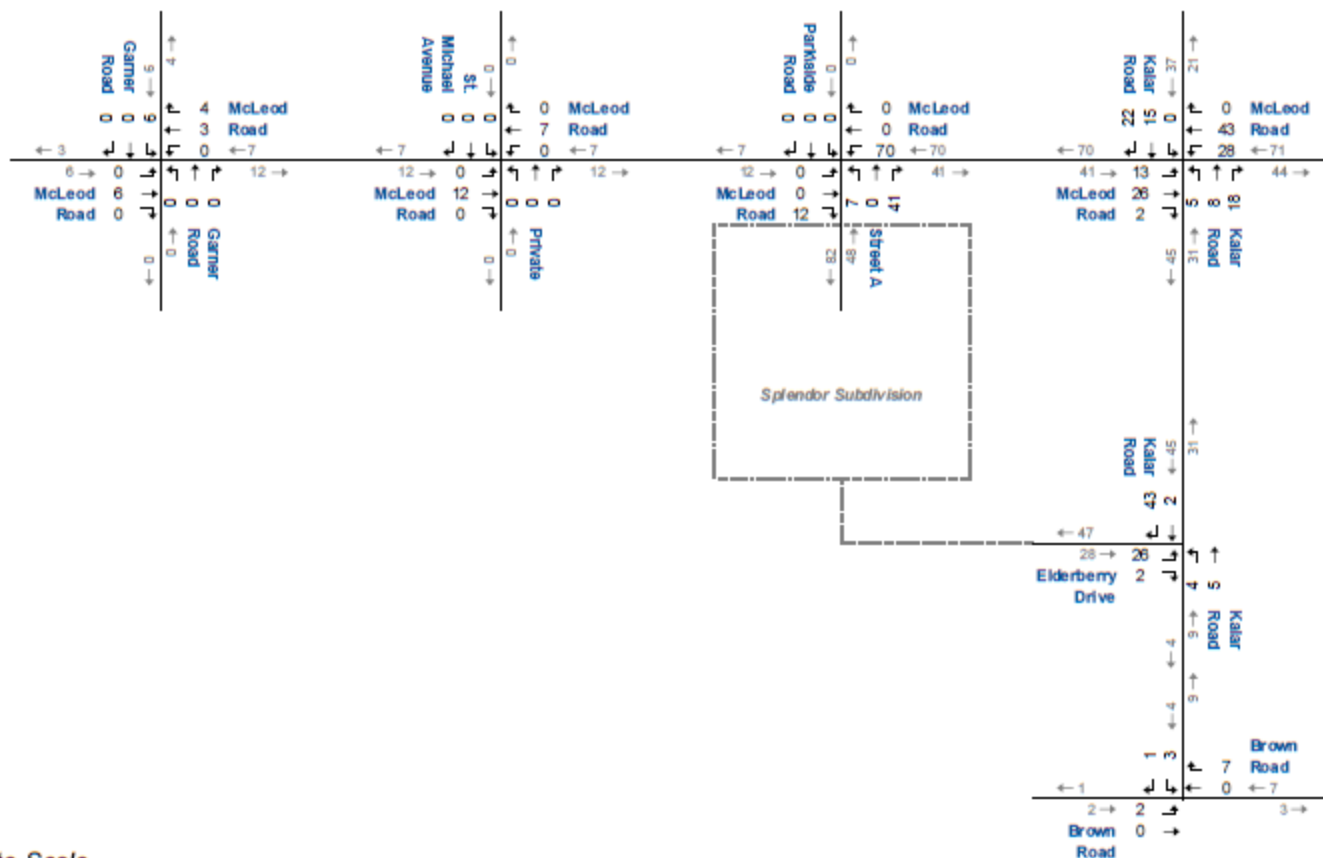 Garner
Road
6
4
0 0 6
4 McLeod
3 Road
0
← 3
← 7
6 → 0
McLeod 6
Road 0
12 →
0 0 0
0
0
Garner
Road
St.
Michael
Avenue
0
0
0 0 0
0 McLeod
7 Road
0
← 7
← 7
12 → 0
McLeod 12
Road 0
12 →
0 0 0
0
0
Private
Parkside
Road
0
0
0 0 0
0 McLeod
0 Road
70
← 7
← 70
12 → 0
McLeod 0
Road 12
41 →
7 0 41
82
48
Street A
Kalar
Road
37
21
22 15 0
0 McLeod
43 Road
28
← 70
← 71
41 → 13
McLeod 26
Road 2
44 →
5 8 18
45
31
Kalar
Road
Splendor Subdivision
Kalar
Road
45
31
43 2
← 47
28 → 26
Elderberry 2
Drive
4 5
4
9
Kalar
Road
4
9
1 3
Brown
7 Road
0 ← 7
← 1
2 → 2
3 →
Brown 0
Road